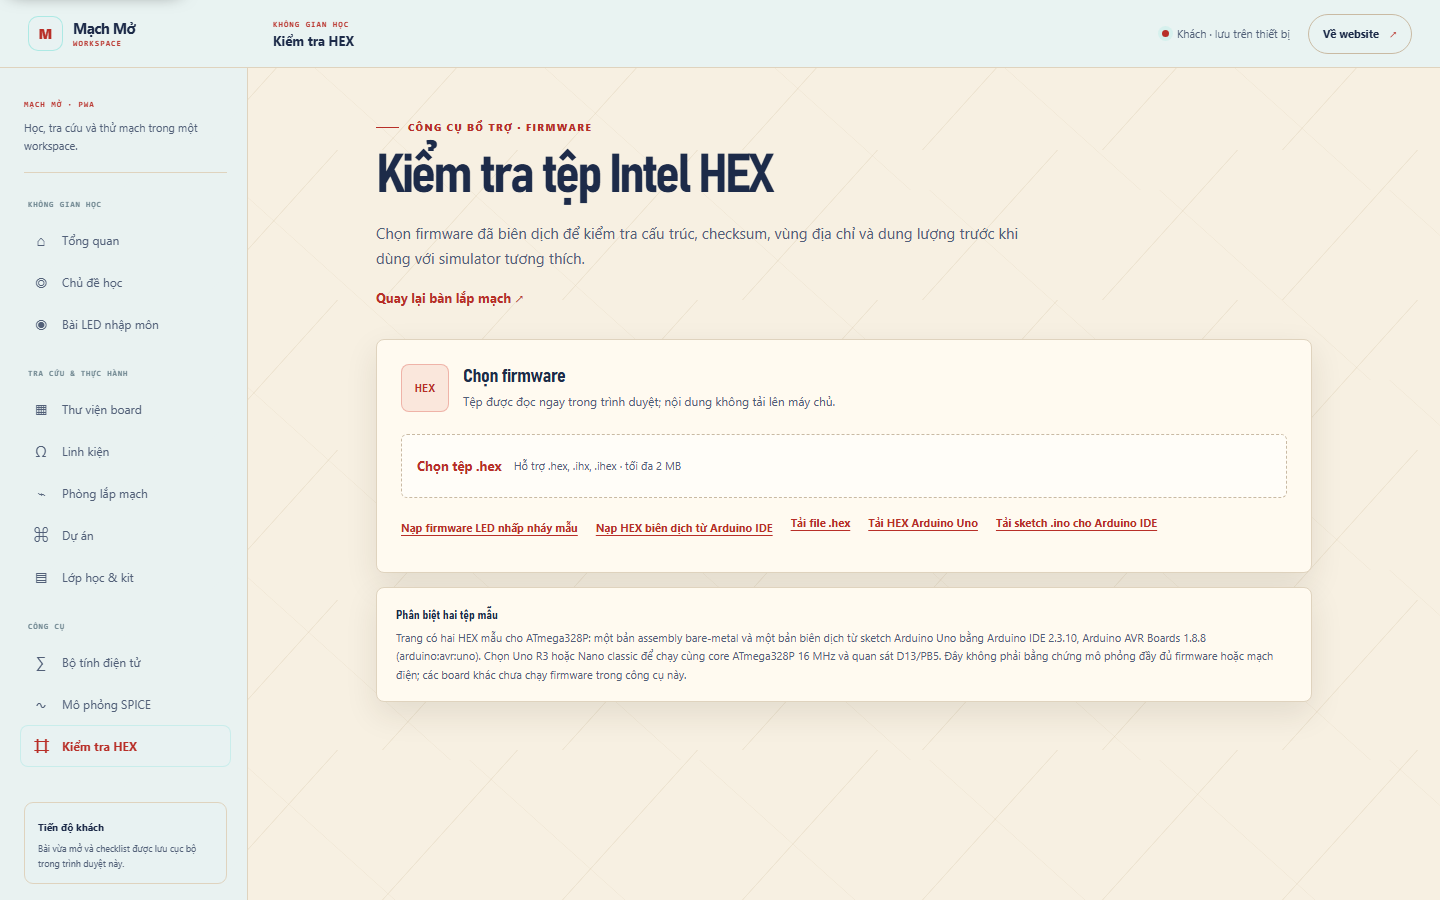 M
Mạch Mở
WORKSPACE
KHÔNG GIAN HỌC
Kiểm tra HEX
Khách · lưu trên thiết bị
Về website ↗
MẠCH MỞ · PWA
Học, tra cứu và thử mạch trong một
workspace.
KHÔNG GIAN HỌC
Tổng quan
Chủ đề học
Bài LED nhập môn
TRA CỨU & THỰC HÀNH
Thư viện board
Ω Linh kiện
Phòng lắp mạch
⌘ Dự án
Lớp học & kit
CÔNG CỤ
∑ Bộ tính điện tử
∿ Mô phỏng SPICE
Kiểm tra HEX
Tiến độ khách
Bài vừa mở và checklist được lưu cục bộ
trong trình duyệt này.
CÔNG CỤ BỔ TRỢ · FIRMWARE
Kiểm tra tệp Intel HEX
Chọn firmware đã biên dịch để kiểm tra cấu trúc, checksum, vùng địa chỉ và dung lượng trước khi
dùng với simulator tương thích.
Quay lại bàn lắp mạch ↗
HEX
Chọn firmware
Tệp được đọc ngay trong trình duyệt; nội dung không tải lên máy chủ.
Chọn tệp .hex Hỗ trợ .hex, .ihx, .ihex · tối đa 2 MB
Nạp firmware LED nhấp nháy mẫu Nạp HEX biên dịch từ Arduino IDE Tải file .hex Tải HEX Arduino Uno Tải sketch .ino cho Arduino IDE
Phân biệt hai tệp mẫu
Trang có hai HEX mẫu cho ATmega328P: một bản assembly bare-metal và một bản biên dịch từ sketch Arduino Uno bằng Arduino IDE 2.3.10, Arduino AVR Boards 1.8.8
(arduino:avr:uno). Chọn Uno R3 hoặc Nano classic để chạy cùng core ATmega328P 16 MHz và quan sát D13/PB5. Đây không phải bằng chứng mô phỏng đầy đủ firmware hoặc mạch
điện; các board khác chưa chạy firmware trong công cụ này.